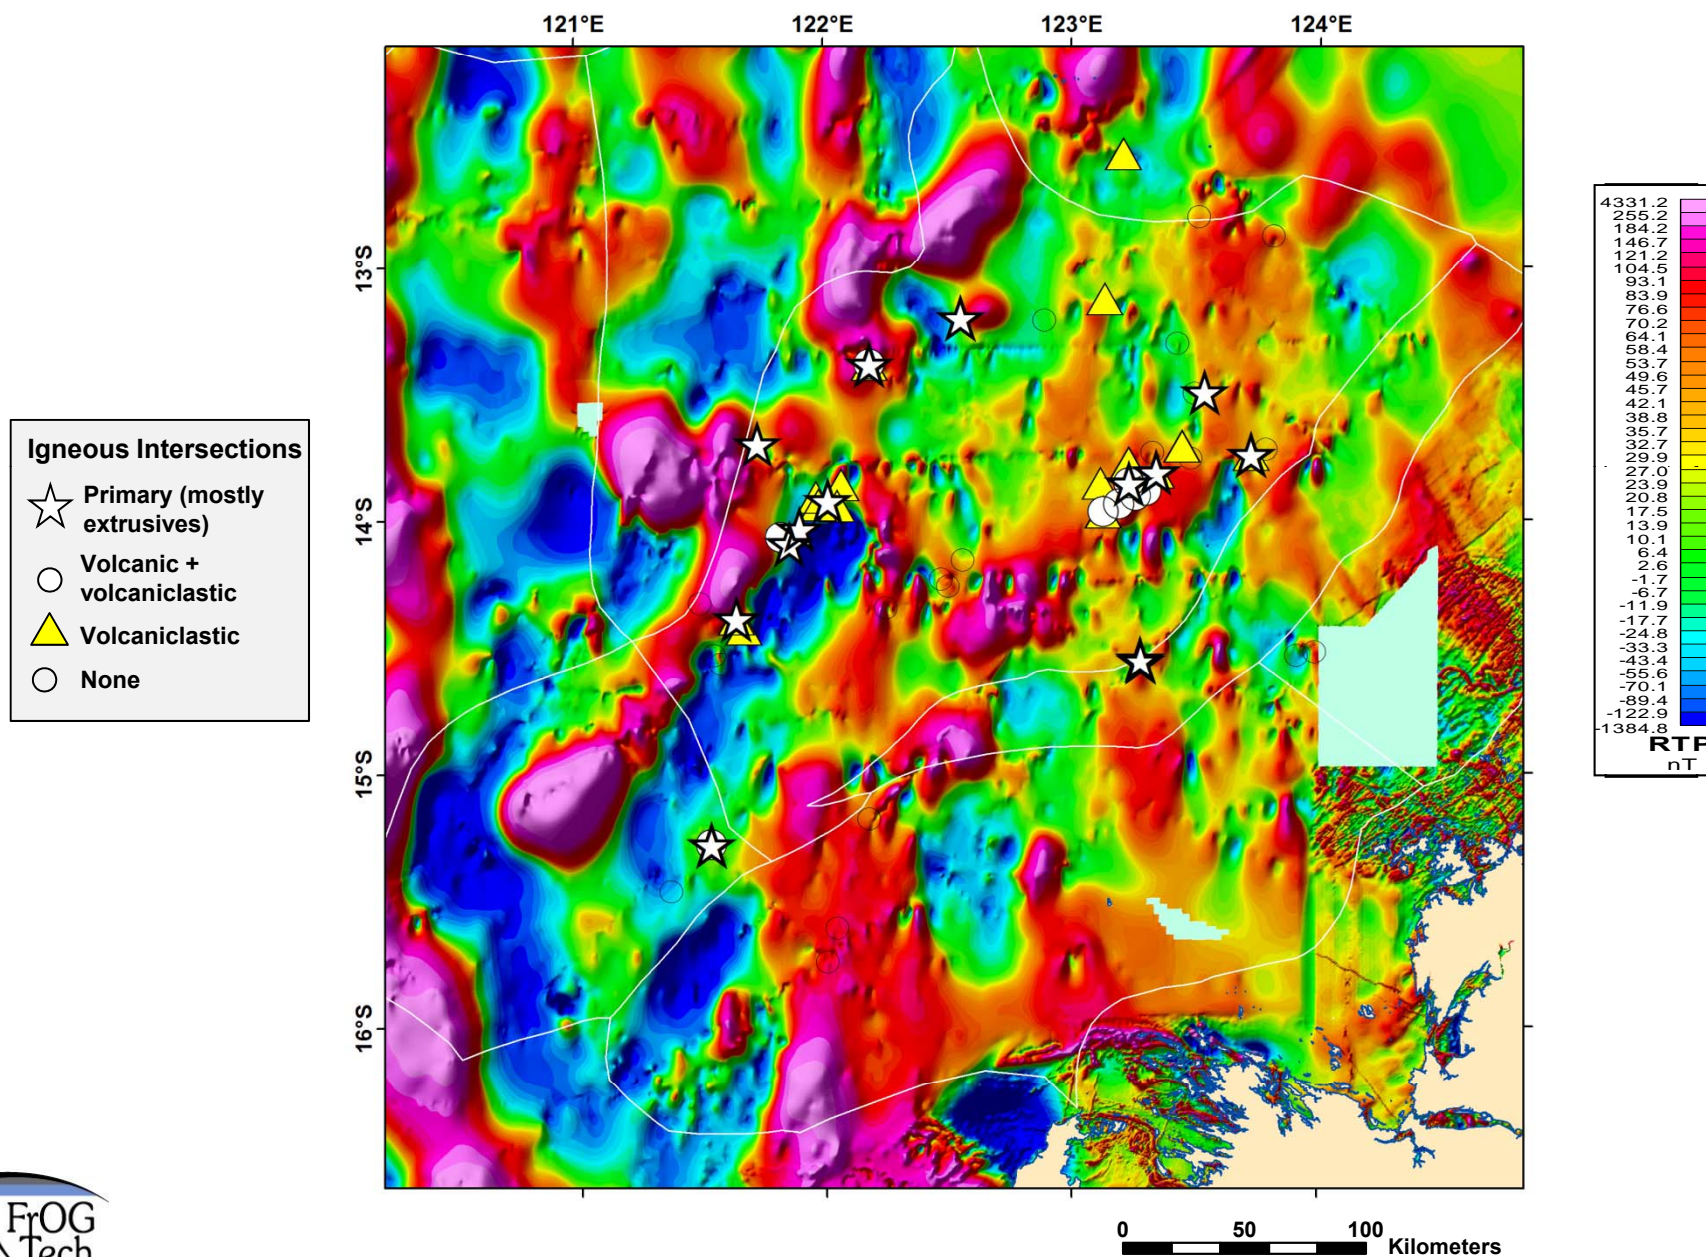 121°E 122°E 123°E 124°E
13°S
14°S
15°S
16°S
Igneous Intersections
Primary (mostly
extrusives)
Volcanic +
volcaniclastic
Volcaniclastic
None
4331.2
255.2
184.2
146.7
121.2
104.5
93.1
83.9
76.6
70.2
64.1
58.4
53.7
49.6
45.7
42.1
38.8
35.7
32.7
29.9
27.0
23.9
20.8
17.5
13.9
10.1
6.4
2.6
-1.7
-6.7
-11.9
-17.7
-24.8
-33.3
-43.4
-55.6
-70.1
-89.4
-122.9
-1384.8
RTP
nT
FrOG
Tech
0 50 100
Kilometers